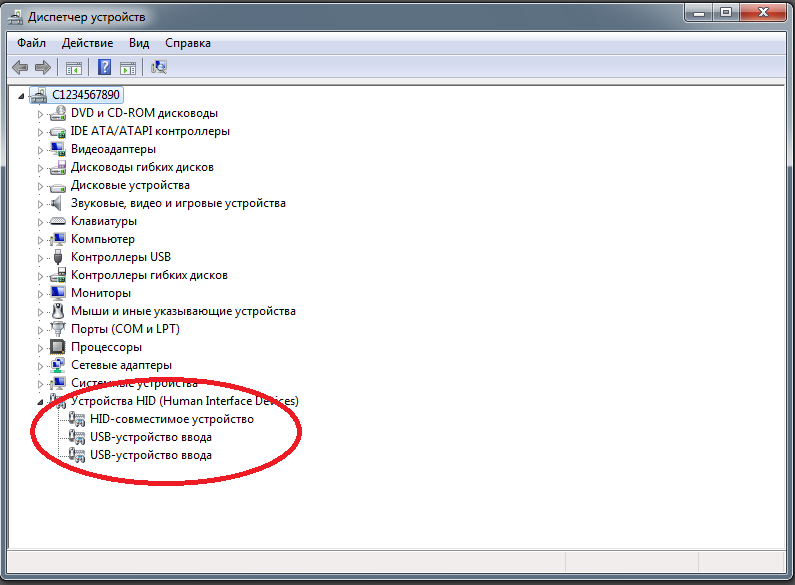 Диспетчер устройств
Файл Действие Вид Справка
C1234567890
DVD и CD-ROM дисководы
IDE ATA/ATAPI контроллеры
Видеоадаптеры
Дисководы гибких дисков
Дисковые устройства
Звуковые, видео и игровые устройства
Клавиатуры
Компьютер
Контроллеры USB
Контроллеры гибких дисков
Мониторы
Мыши и иные указывающие устройства
Порты (COM и LPT)
Процессоры
Сетевые адаптеры
Системные устройства
Устройства HID (Human Interface Devices)
HID-совместимое устройство
USB-устройство ввода
USB-устройство ввода